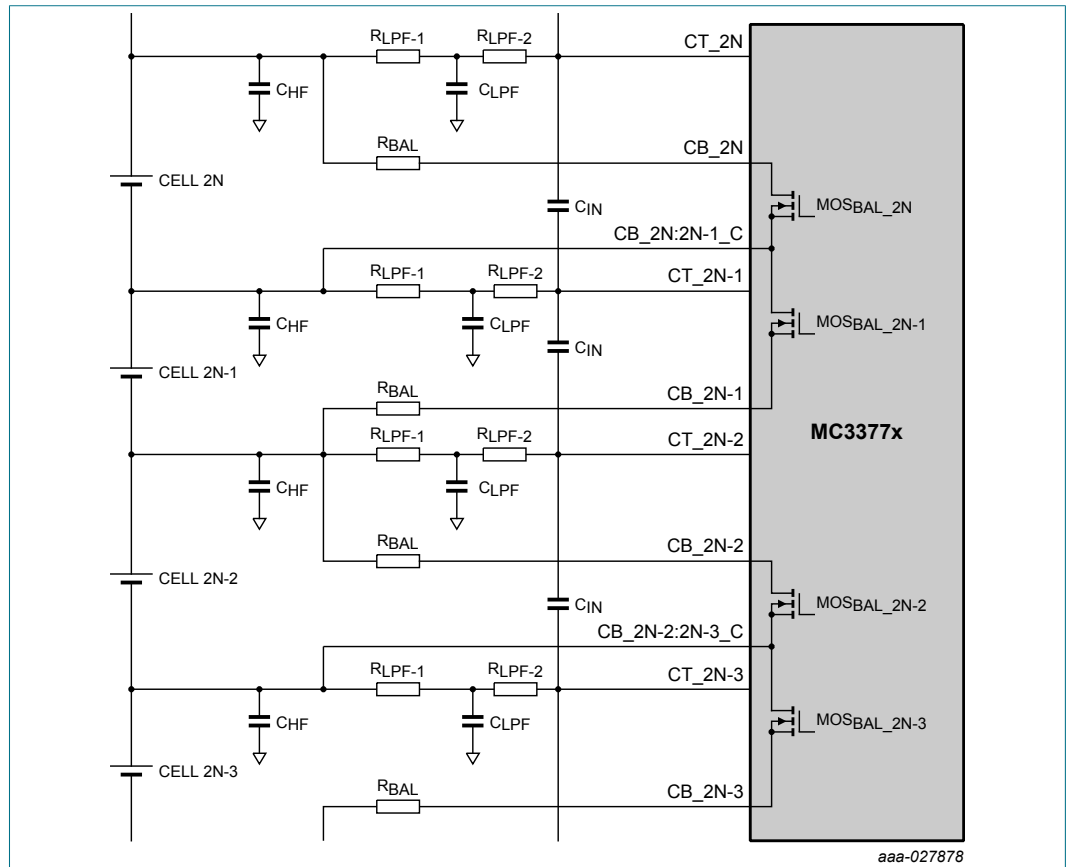 RLPF-1 RLPF-2 CT_2N
CHF CLPF
RBAL CB_2N
CELL 2N MOSBAL_2N
CIN
CB_2N:2N-1_C
RLPF-1 RLPF-2 CT_2N-1
CHF CLPF MOSBAL_2N-1
CIN
CELL 2N-1
RBAL CB_2N-1
MC3377x
RLPF-1 RLPF-2 CT_2N-2
CHF CLPF
RBAL CB_2N-2
CELL 2N-2
CIN MOSBAL_2N-2
CB_2N-2:2N-3_C
RLPF-1 RLPF-2 CT_2N-3
CHF CLPF MOSBAL_2N-3
CELL 2N-3
RBAL CB_2N-3
aaa-027878